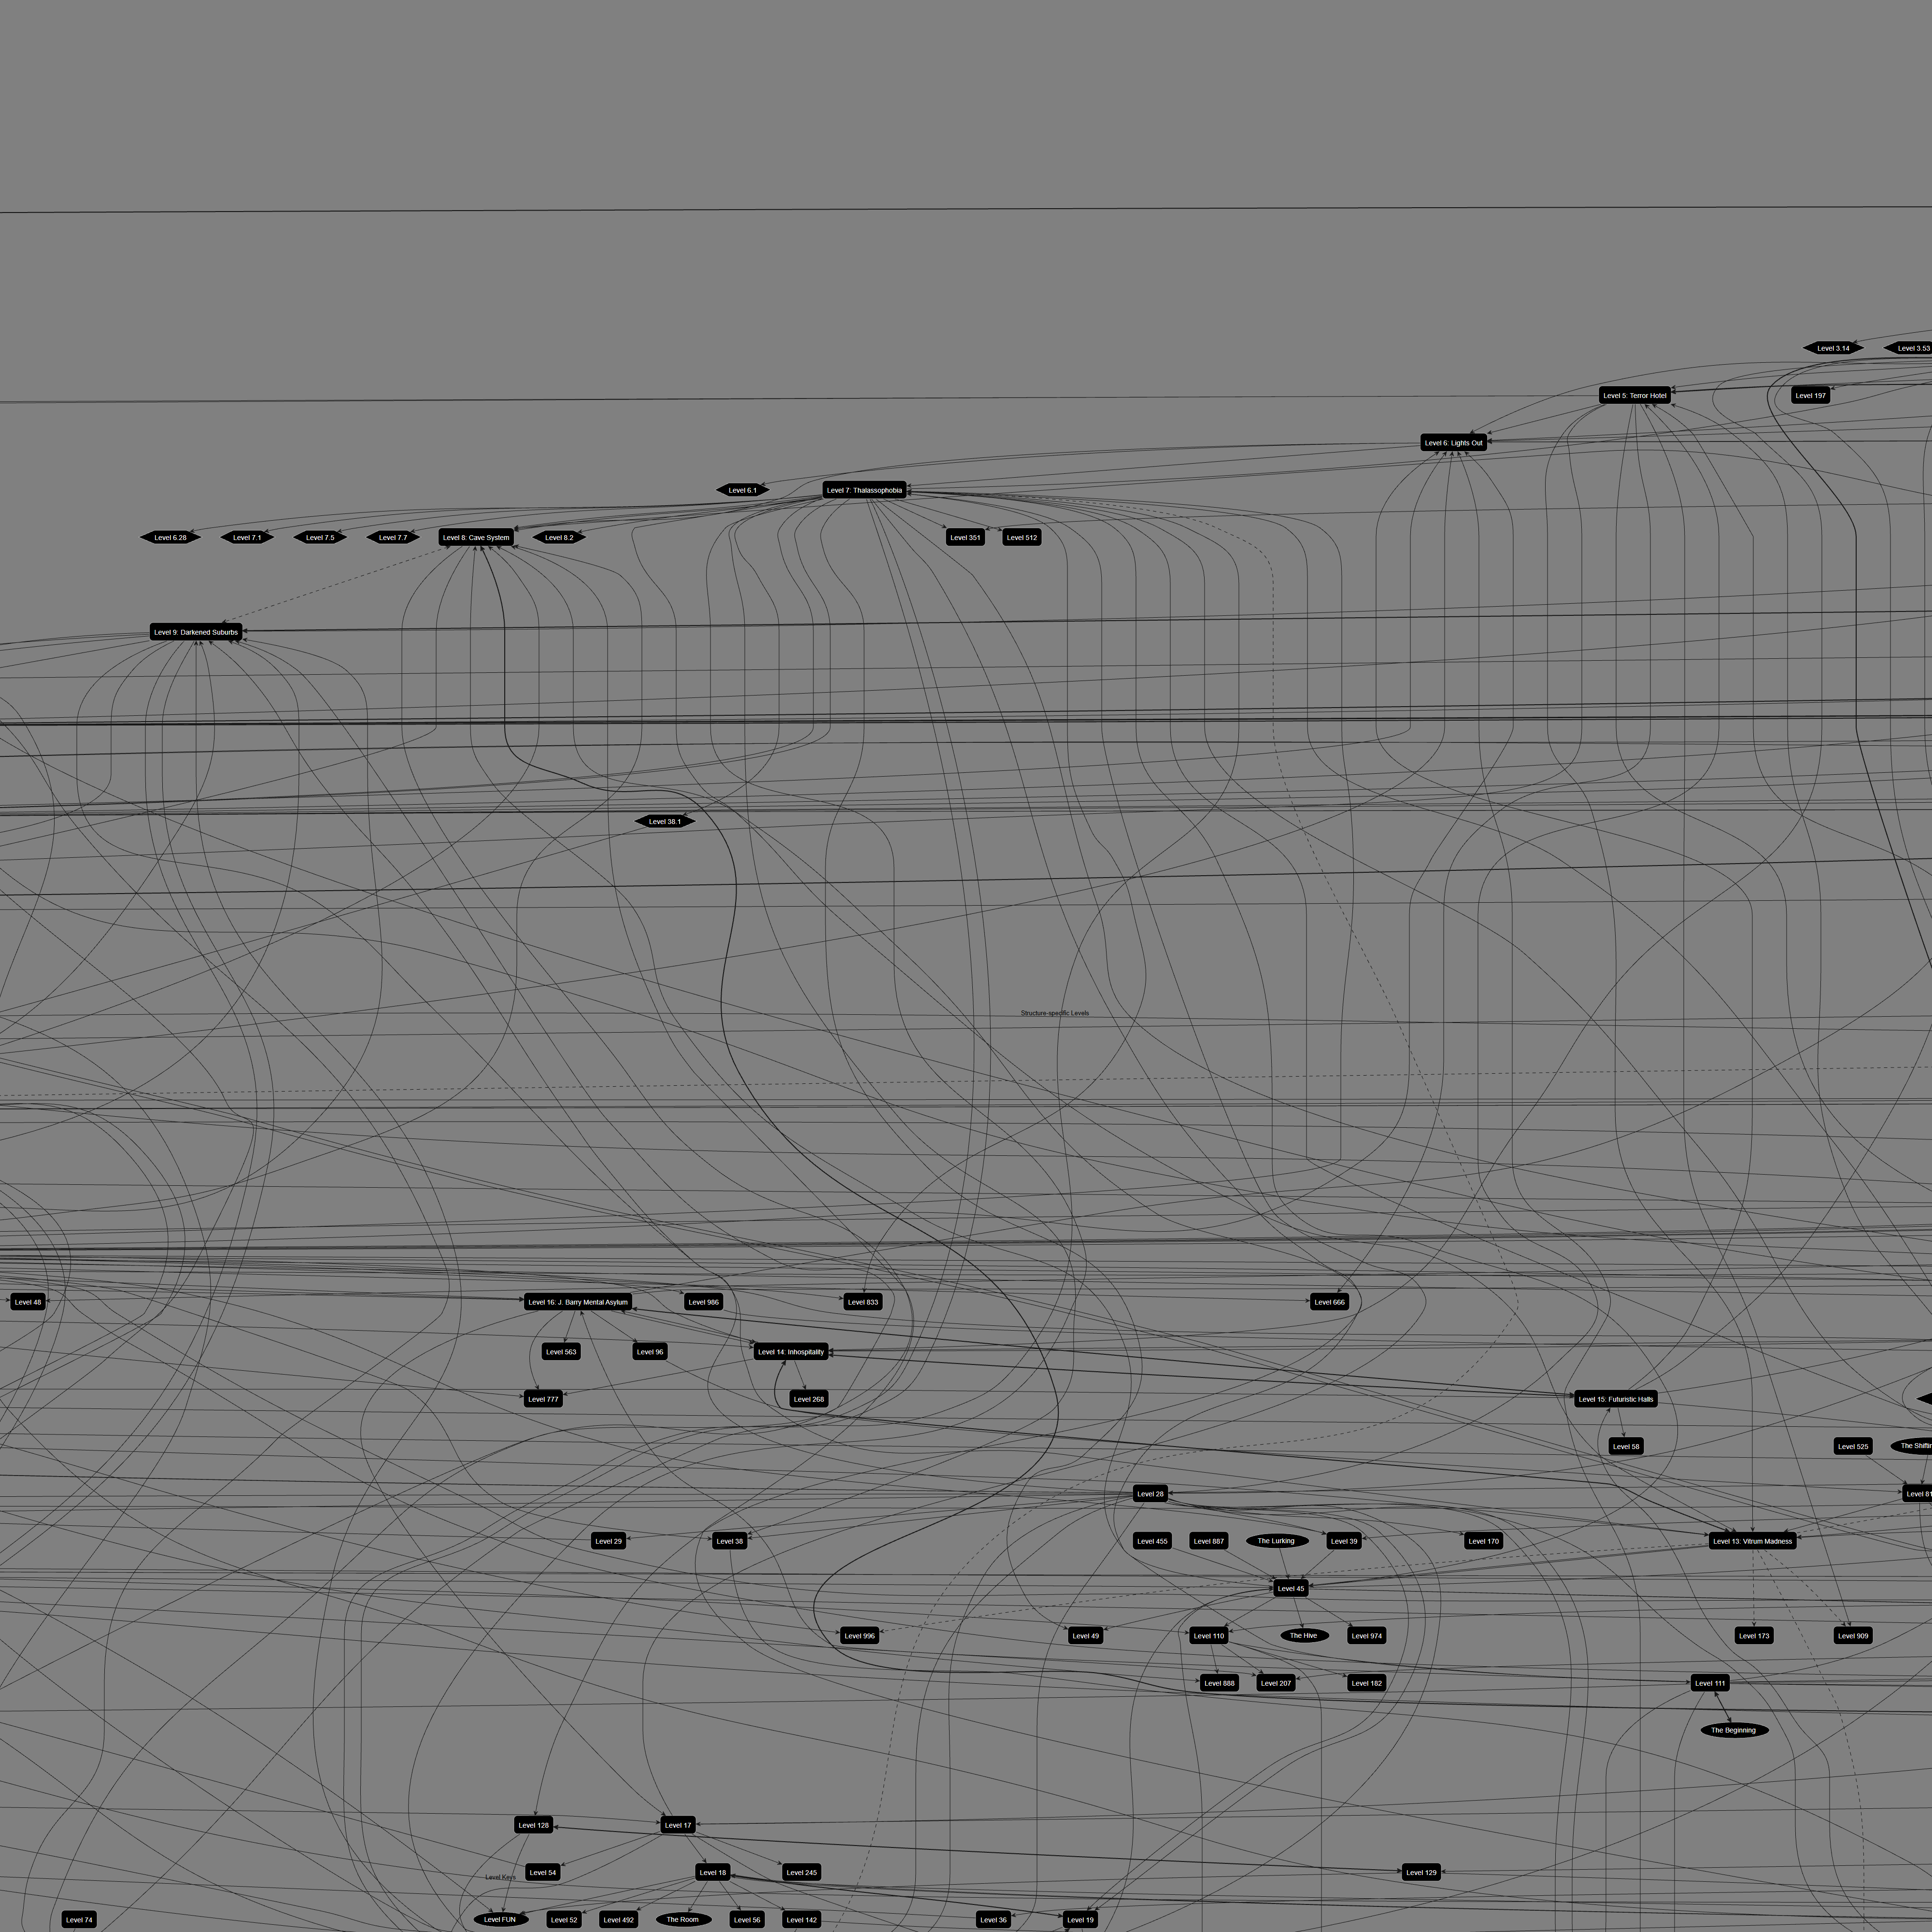 Level 3.14
Level 3.53
Level 5: Terror Hotel
Level 197
Level 6: Lights Out
Level 6.1
Level 7: Thalassophobia
Level 6.28
Level 7.1
Level 7.5
Level 7.7
Level 8: Cave System
Level 8.2
Level 351
Level 512
Level 9: Darkened Suburbs
Level 38.1
Structure-specific Levels
Level 48
Level 16: J. Barry Mental Asylum
Level 986
Level 833
Level 666
Level 563
Level 96
Level 14: Inhospitality
Level 777
Level 268
Level 15: Futuristic Halls
Level 58
Level 525
The Shiftin
Level 28
Level 81
Level 29
Level 38
Level 455
Level 887
The Lurking
Level 39
Level 170
Level 13: Vitrum Madness
Level 45
Level 996
Level 49
Level 110
The Hive
Level 974
Level 173
Level 909
Level 888
Level 207
Level 182
Level 111
The Beginning
Level 128
Level 17
Level 54
Level 18
Level 245
Level 129
Level Keys
Level 74
Level FUN
Level 52
Level 492
The Room
Level 56
Level 142
Level 36
Level 19